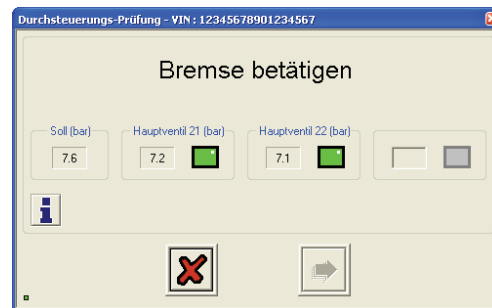 Durchsteuerungs-Prüfung - VIN : 12345678901234567
Bremse betätigen
Soll (bar)
Hauptventil 21 (bar)
Hauptventil 22 (bar)
7.6
7.2
7.1
i